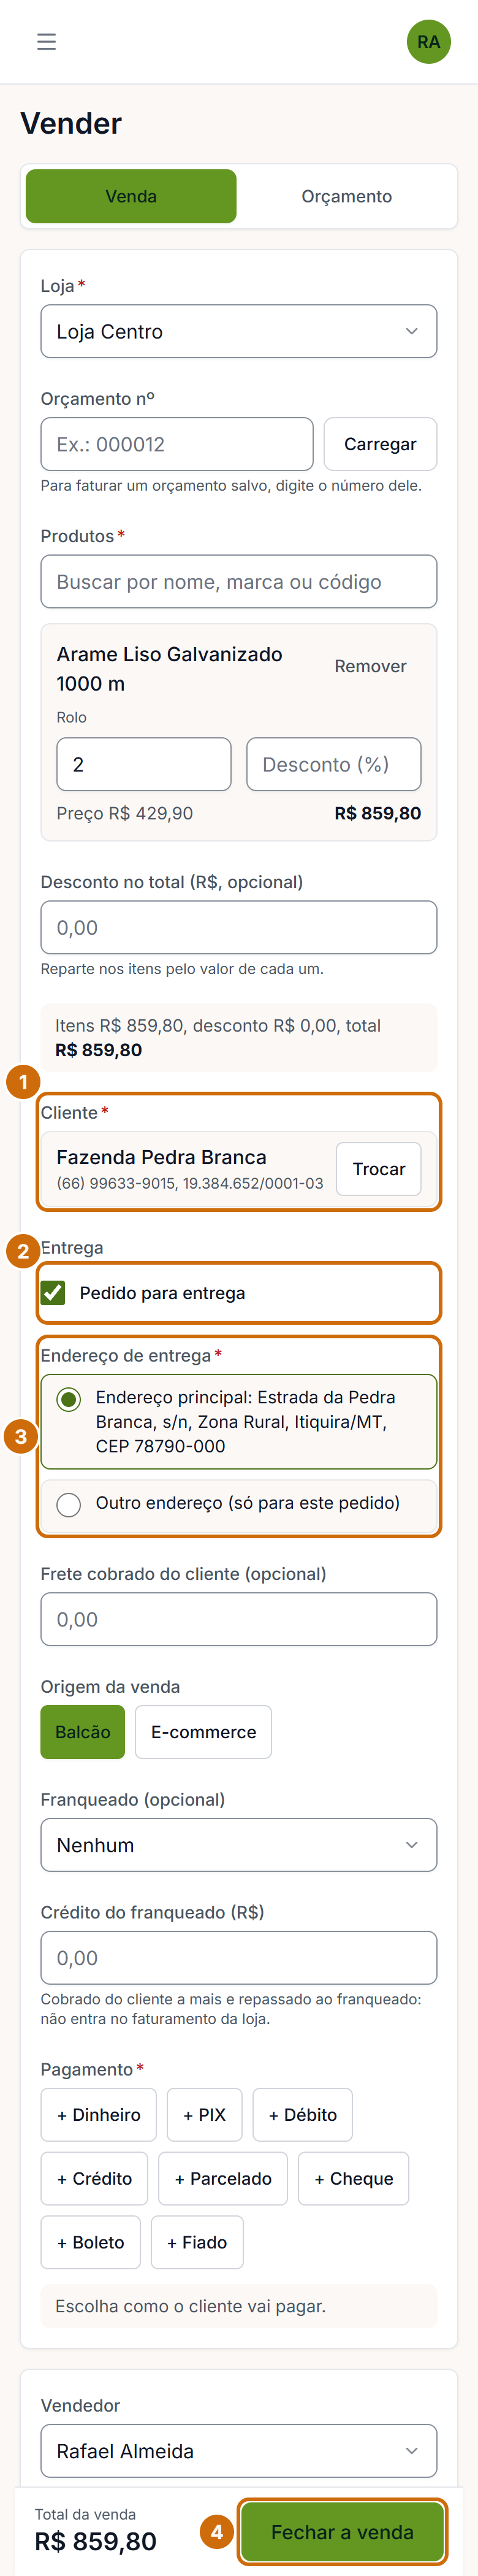 RA
Vender
Venda
Orçamento
Loja*
Loja Centro
Orçamento nº
Ex.: 000012
Carregar
Para faturar um orçamento salvo, digite o número dele.
Produtos*
Buscar por nome, marca ou código
Arame Liso Galvanizado
1000 m
Remover
Rolo
2
Desconto (%)
Preço R$ 429,90
R$ 859,80
Desconto no total (R$, opcional)
0,00
Reparte nos itens pelo valor de cada um.
Itens R$ 859,80, desconto R$ 0,00, total
R$ 859,80
1
Cliente*
Fazenda Pedra Branca
(66) 99633-9015, 19.384.652/0001-03
Trocar
2
Entrega
Pedido para entrega
Endereço de entrega*
3
Endereço principal: Estrada da Pedra
Branca, s/n, Zona Rural, Itiquira/MT,
CEP 78790-000
Outro endereço (só para este pedido)
Frete cobrado do cliente (opcional)
0,00
Origem da venda
Balcão
E-commerce
Franqueado (opcional)
Nenhum
Crédito do franqueado (R$)
0,00
Cobrado do cliente a mais e repassado ao franqueado:
não entra no faturamento da loja.
Pagamento*
+ Dinheiro
+ PIX
+ Débito
+ Crédito
+ Parcelado
+ Cheque
+ Boleto
+ Fiado
Escolha como o cliente vai pagar.
Vendedor
Rafael Almeida
Total da venda
R$ 859,80
4
Fechar a venda